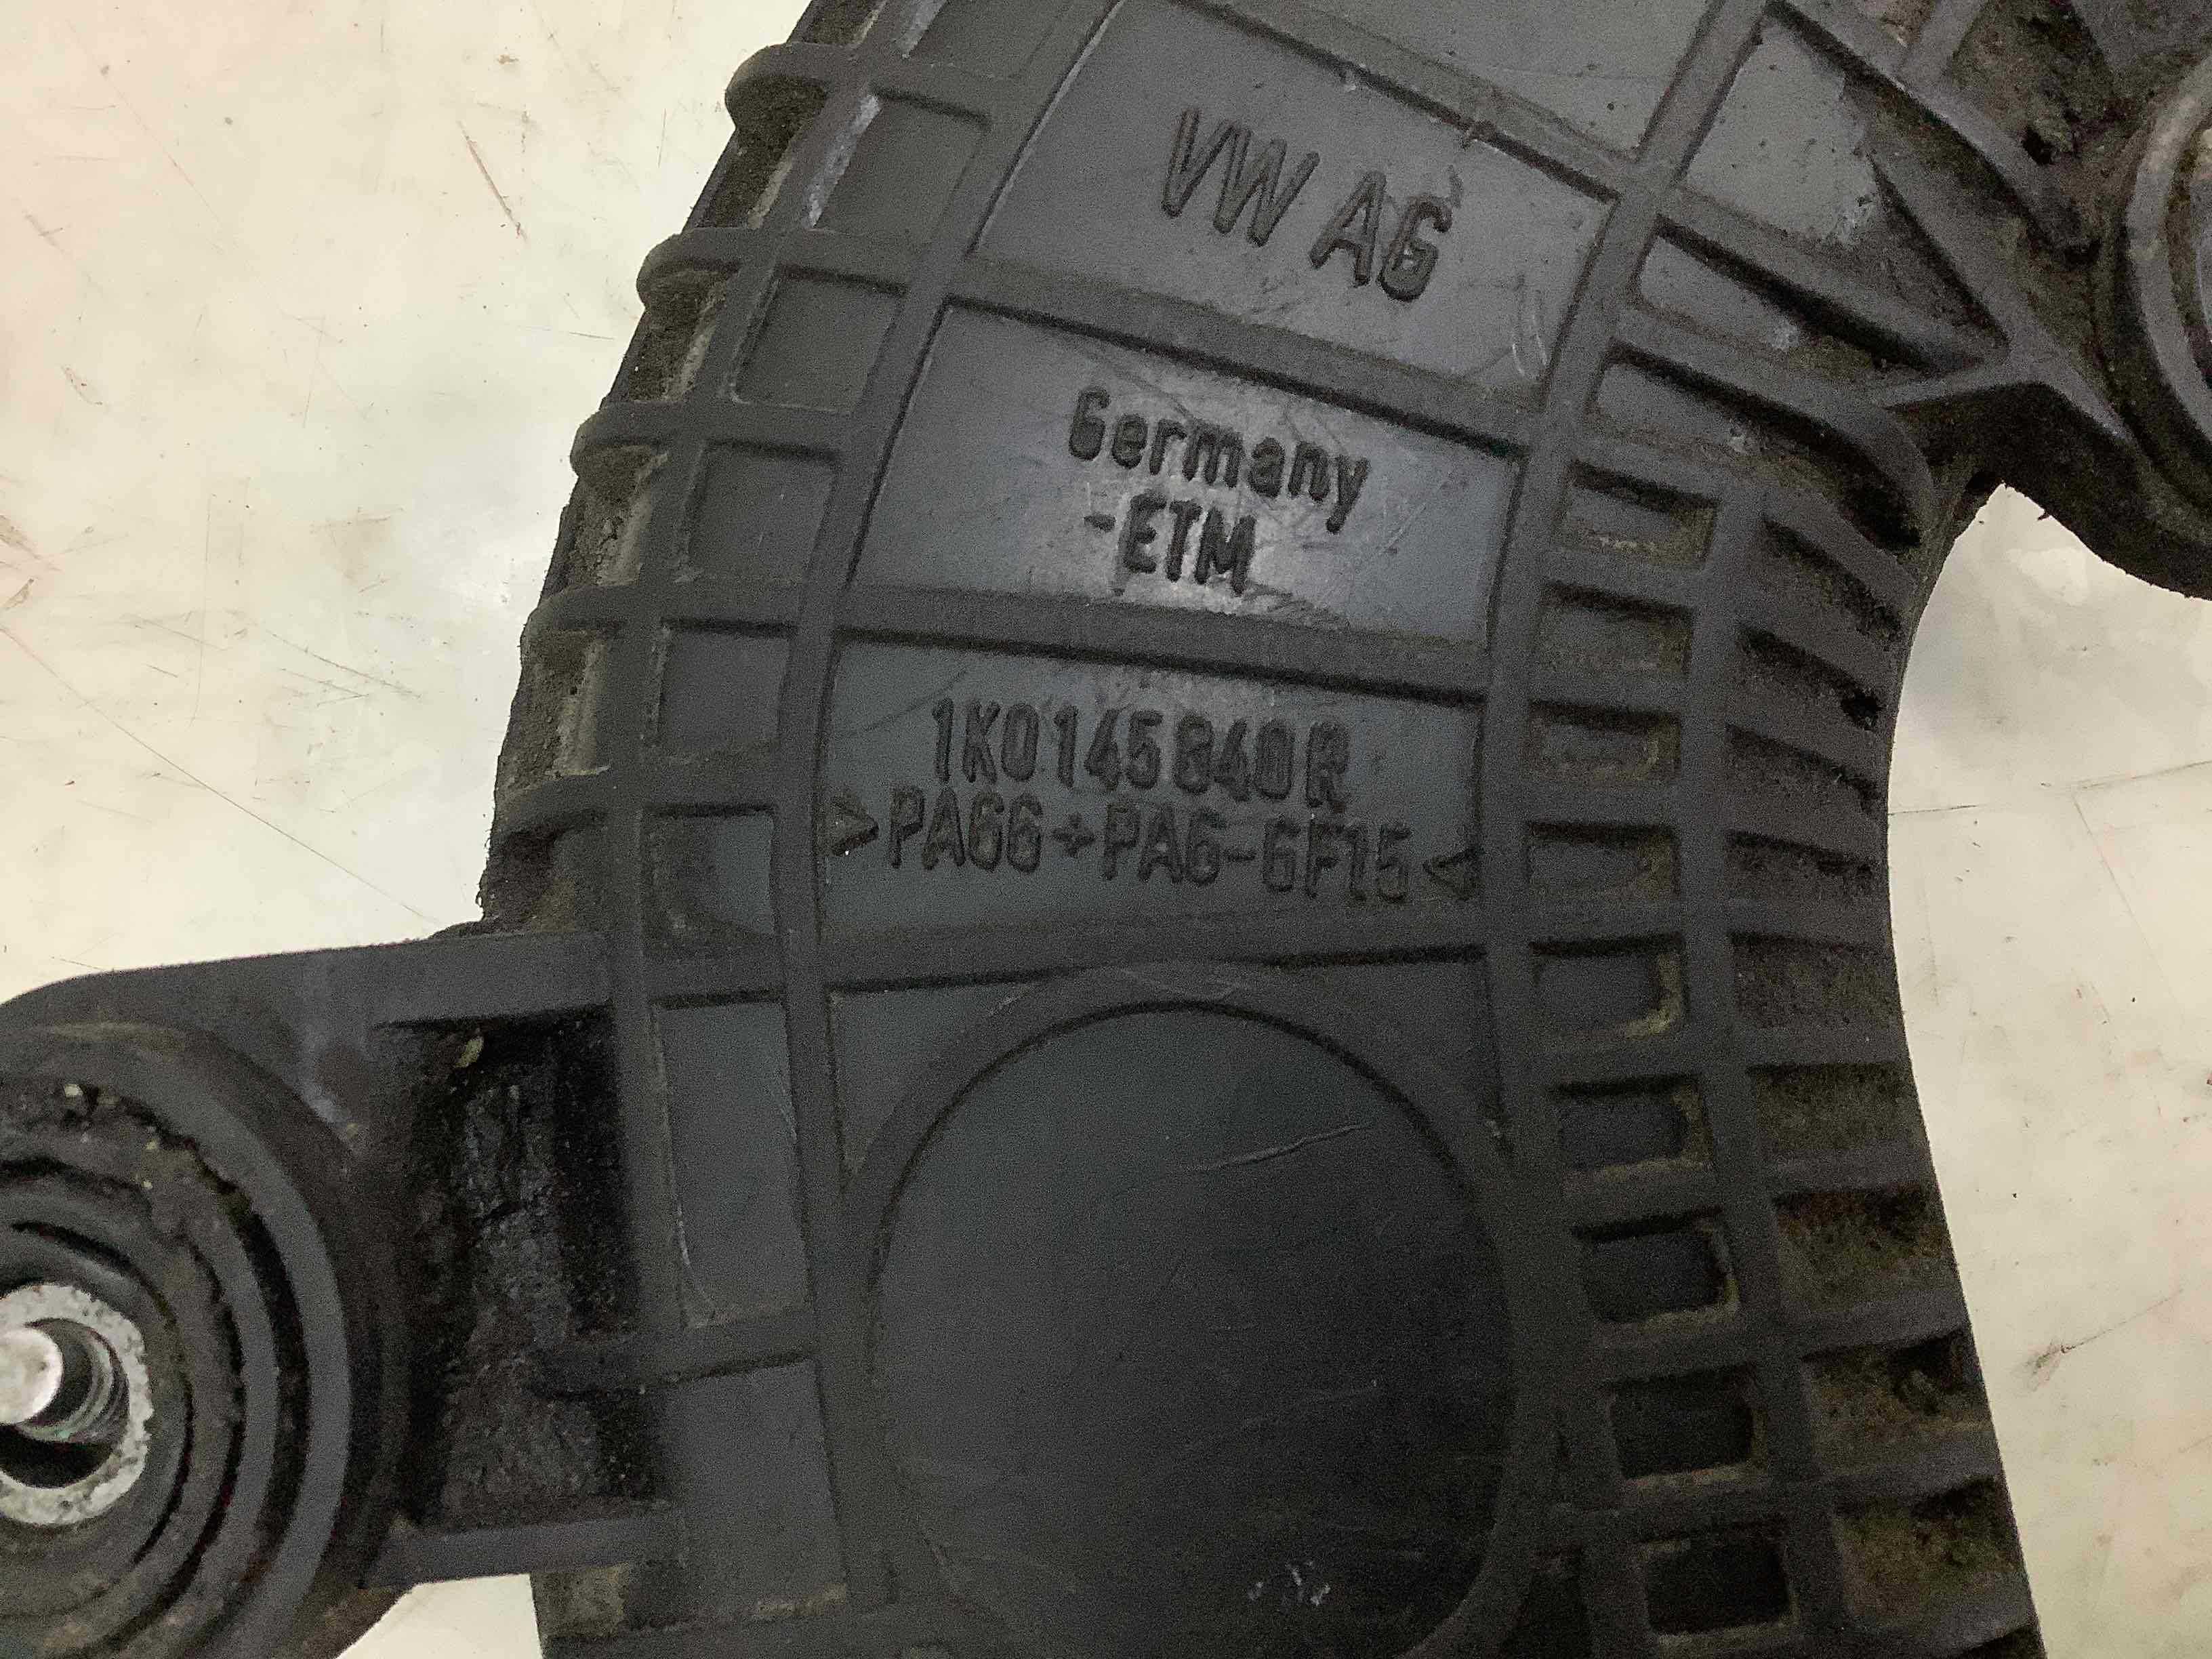 VW AG
Germany
-ETM
1K0145840R
>PA66+PA6-GF15<